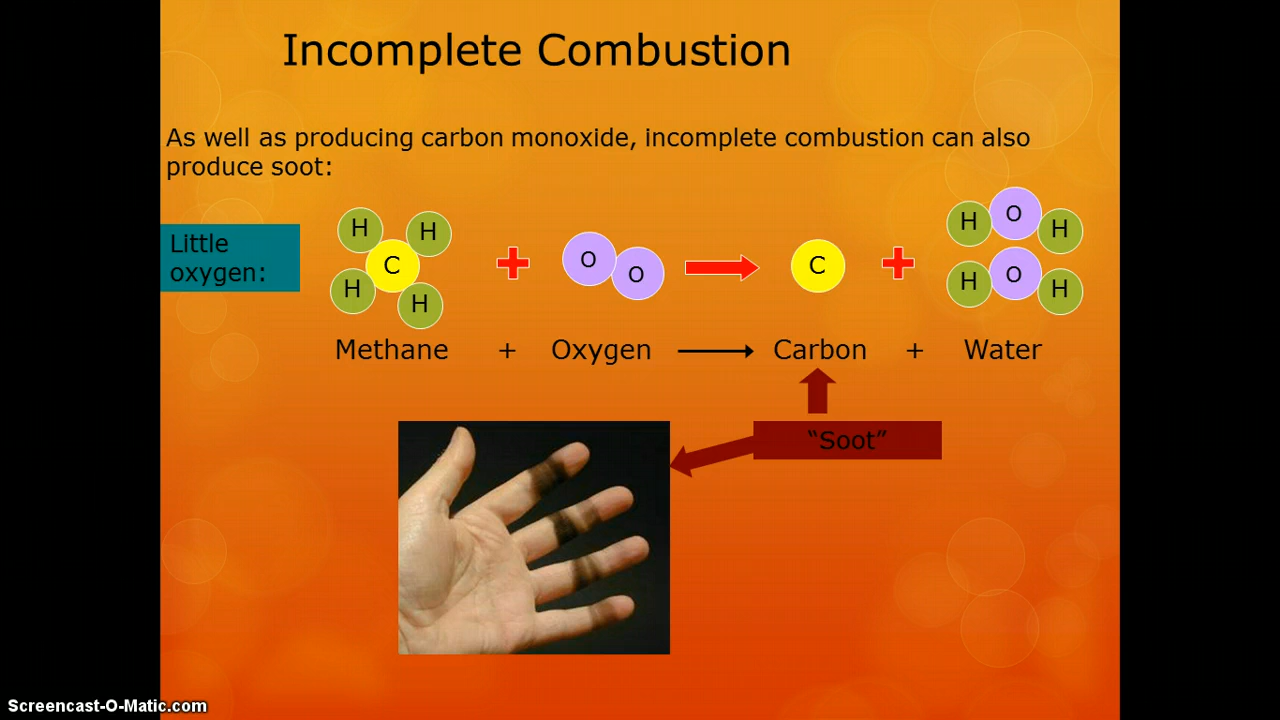 Incomplete Combustion
As well as producing carbon monoxide, incomplete combustion can also
produce soot:
Little
oxygen:
H H
C
H H
O O
C
H O H
H O H
Methane + Oxygen Carbon + Water
“Soot”
Screencast-O-Matic.com